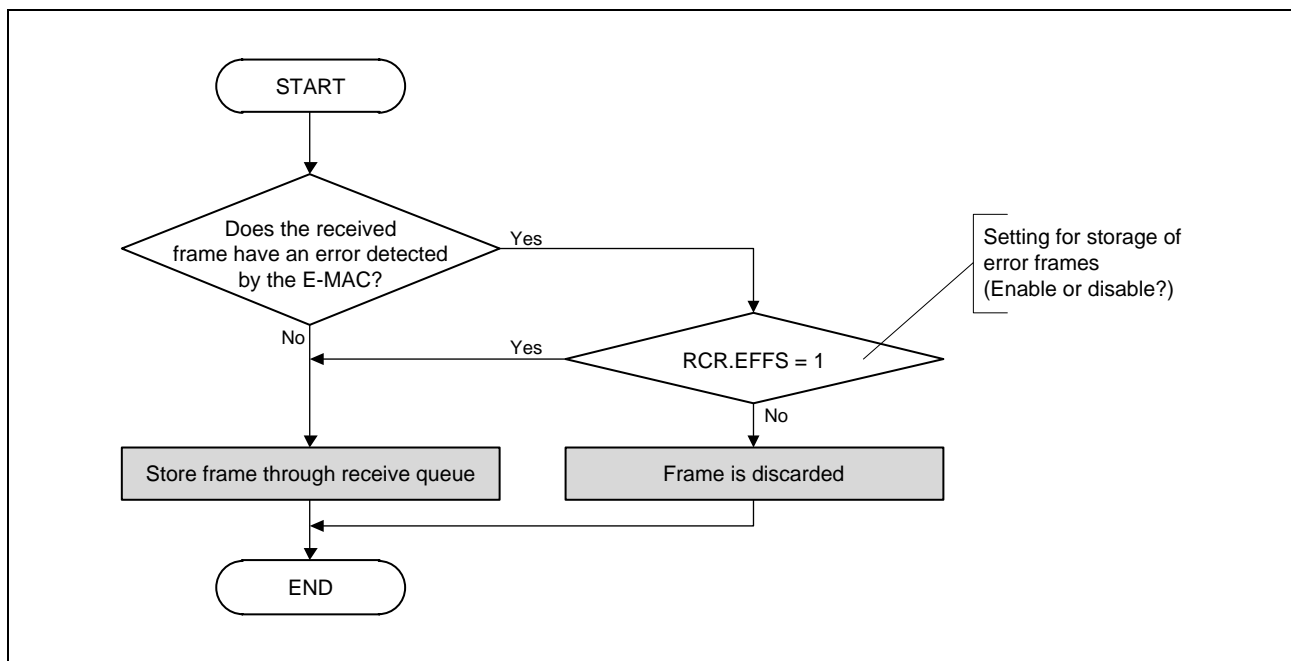 START
Does the received
frame have an error detected
by the E-MAC?
Yes
No
Setting for storage of
error frames
(Enable or disable?)
RCR.EFFS = 1
Yes
No
Store frame through receive queue
Frame is discarded
END